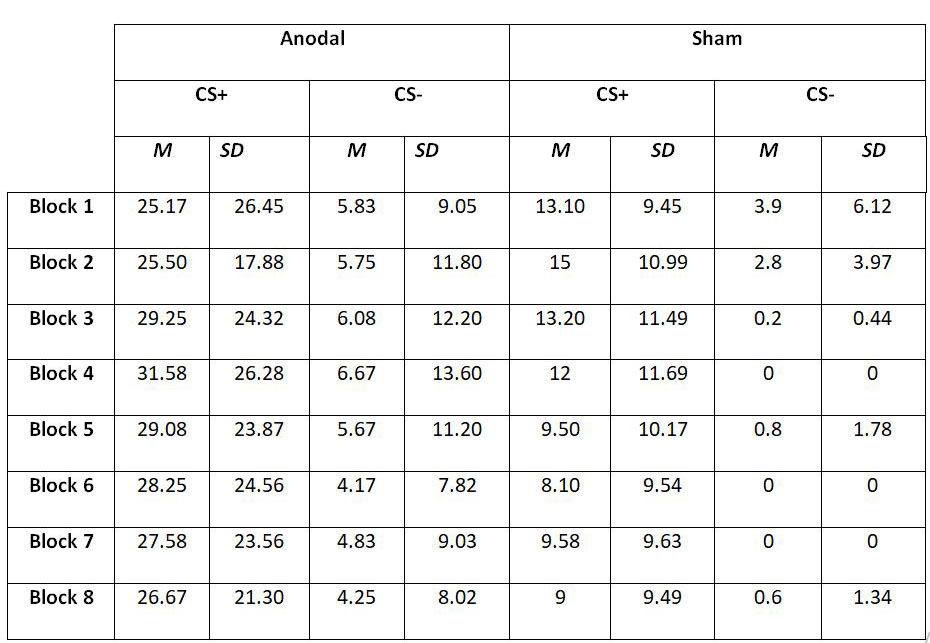 Anodal Sham
CS+ CS- CS+ CS-
M SD M SD M SD M SD
Block 1 25.17 26.45 5.83 9.05 13.10 9.45 3.9 6.12
Block 2 25.50 17.88 5.75 11.80 15 10.99 2.8 3.97
Block 3 29.25 24.32 6.08 12.20 13.20 11.49 0.2 0.44
Block 4 31.58 26.28 6.67 13.60 12 11.69 0 0
Block 5 29.08 23.87 5.67 11.20 9.50 10.17 0.8 1.78
Block 6 28.25 24.56 4.17 7.82 8.10 9.54 0 0
Block 7 27.58 23.56 4.83 9.03 9.58 9.63 0 0
Block 8 26.67 21.30 4.25 8.02 9 9.49 0.6 1.34